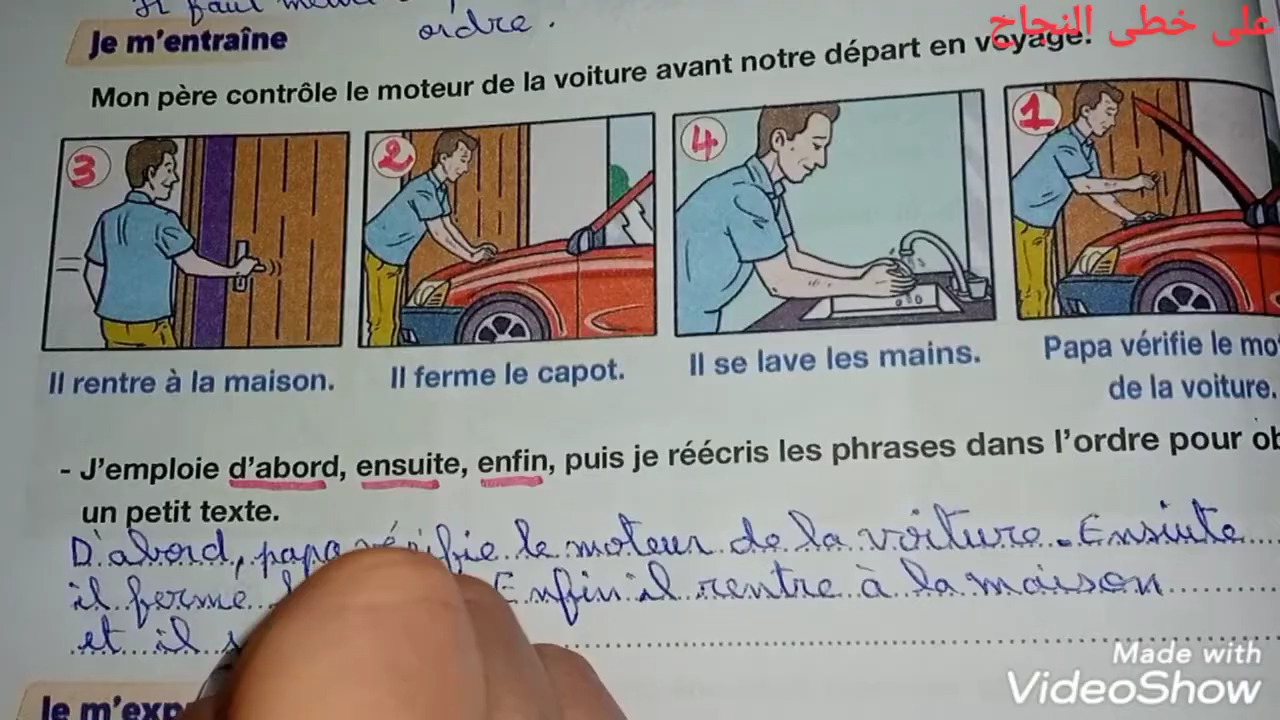 Il faut
ordre.
على خطى النجاح
Je m'entraîne
Mon père contrôle le moteur de la voiture avant notre départ en voyage.
3
2
4
1
Il rentre à la maison.
Il ferme le capot.
Il se lave les mains.
Papa vérifie le mo
de la voiture.
- J'emploie d'abord, ensuite, enfin, puis je réécris les phrases dans l'ordre pour ob
un petit texte.
D'abord, papa vérifie le moteur de la voiture. Ensuite
il ferme Enfin il rentre à la maison
et il s
Je m'exp
Made with
VideoShow